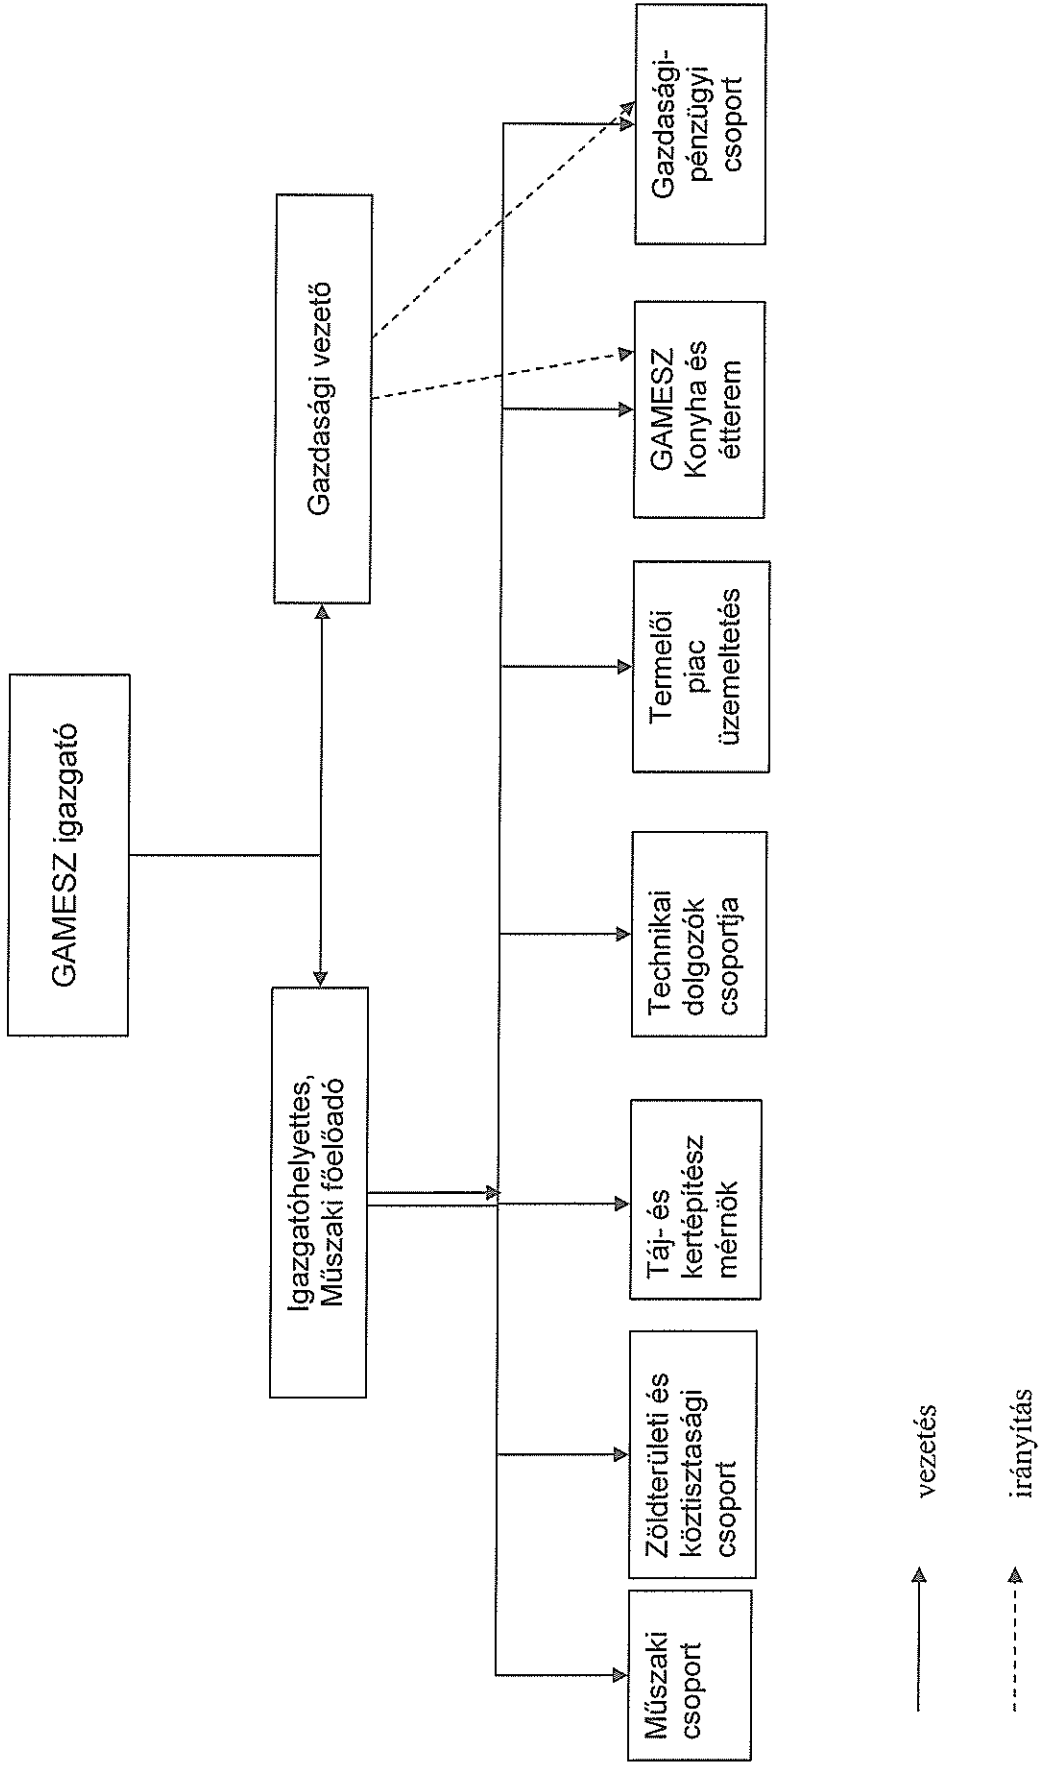 GAMESZ igazgató
Igazgatóhelyettes,
Műszaki főelőadó
Gazdasági vezető
Műszaki
csoport
Zöldterületi és
köztisztasági
csoport
Táj- és
kertépítész
mérnök
Technikai
dolgozók
csoportja
Termelői
piac
üzemeltetés
GAMESZ
Konyha és
étterem
Gazdasági-
pénzügyi
csoport
vezetés
irányítás